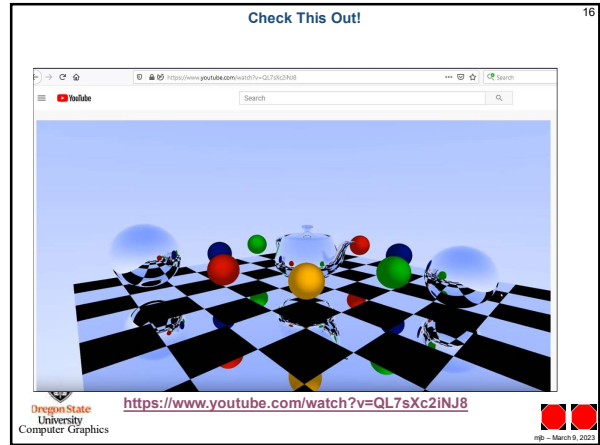 Check This Out!
16
https://www.youtube.com/watch?v=QL7sXc2iNJ8
Search
YouTube
Search
https://www.youtube.com/watch?v=QL7sXc2iNJ8
Oregon State
University
Computer Graphics
mjb – March 9, 2023